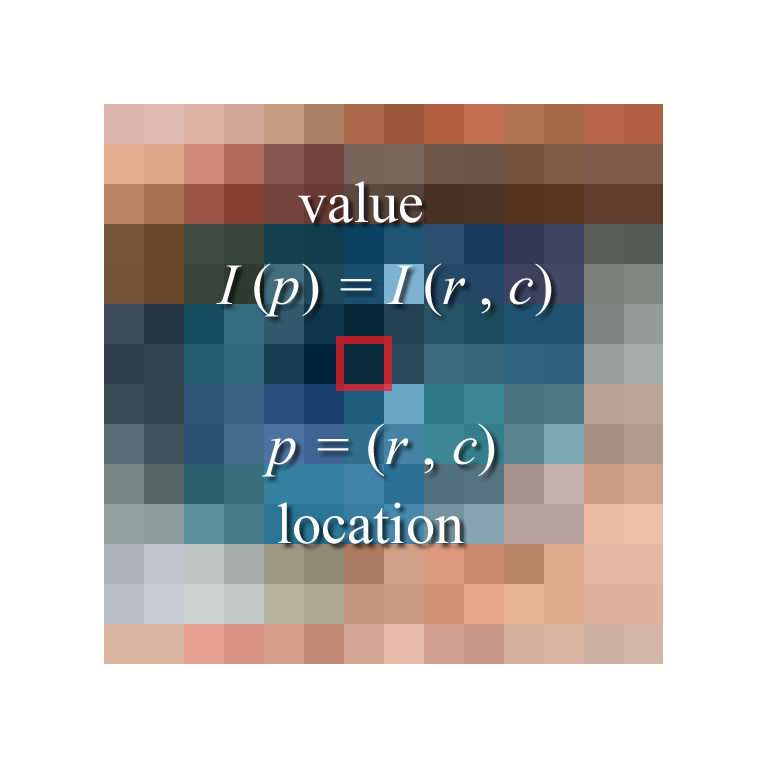 value
I (p) = I (r , c)
p = (r , c)
location